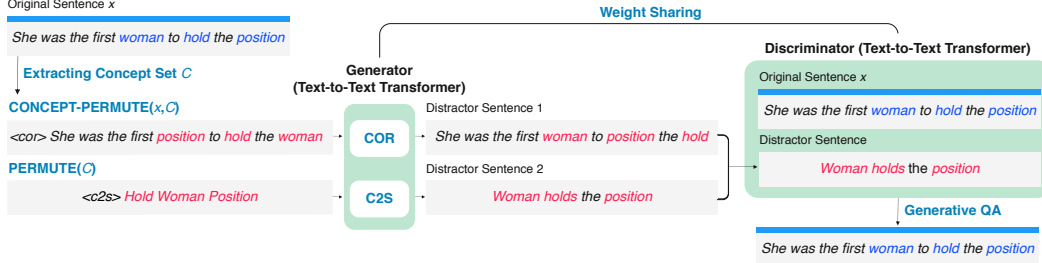 Original Sentence x
She was the first woman to hold the position
Extracting Concept Set C
CONCEPT-PERMUTE(x,C)
<cor> She was the first position to hold the woman
PERMUTE(C)
<c2s> Hold Woman Position
Weight Sharing
Generator
(Text-to-Text Transformer)
COR
C2S
Distractor Sentence 1
She was the first woman to position the hold
Distractor Sentence 2
Woman holds the position
Discriminator (Text-to-Text Transformer)
Original Sentence x
She was the first woman to hold the position
Distractor Sentence
Woman holds the position
Generative QA
She was the first woman to hold the position